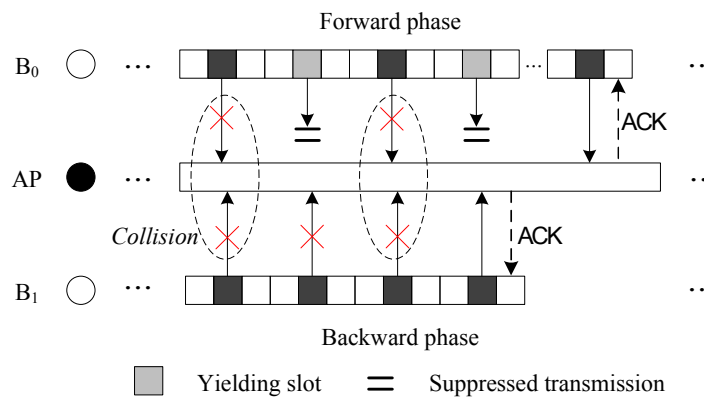 Forward phase
B₀ ... ... ...
ACK
AP ... ...
Collision ACK
B₁ ... ...
Backward phase
Yielding slot = Suppressed transmission